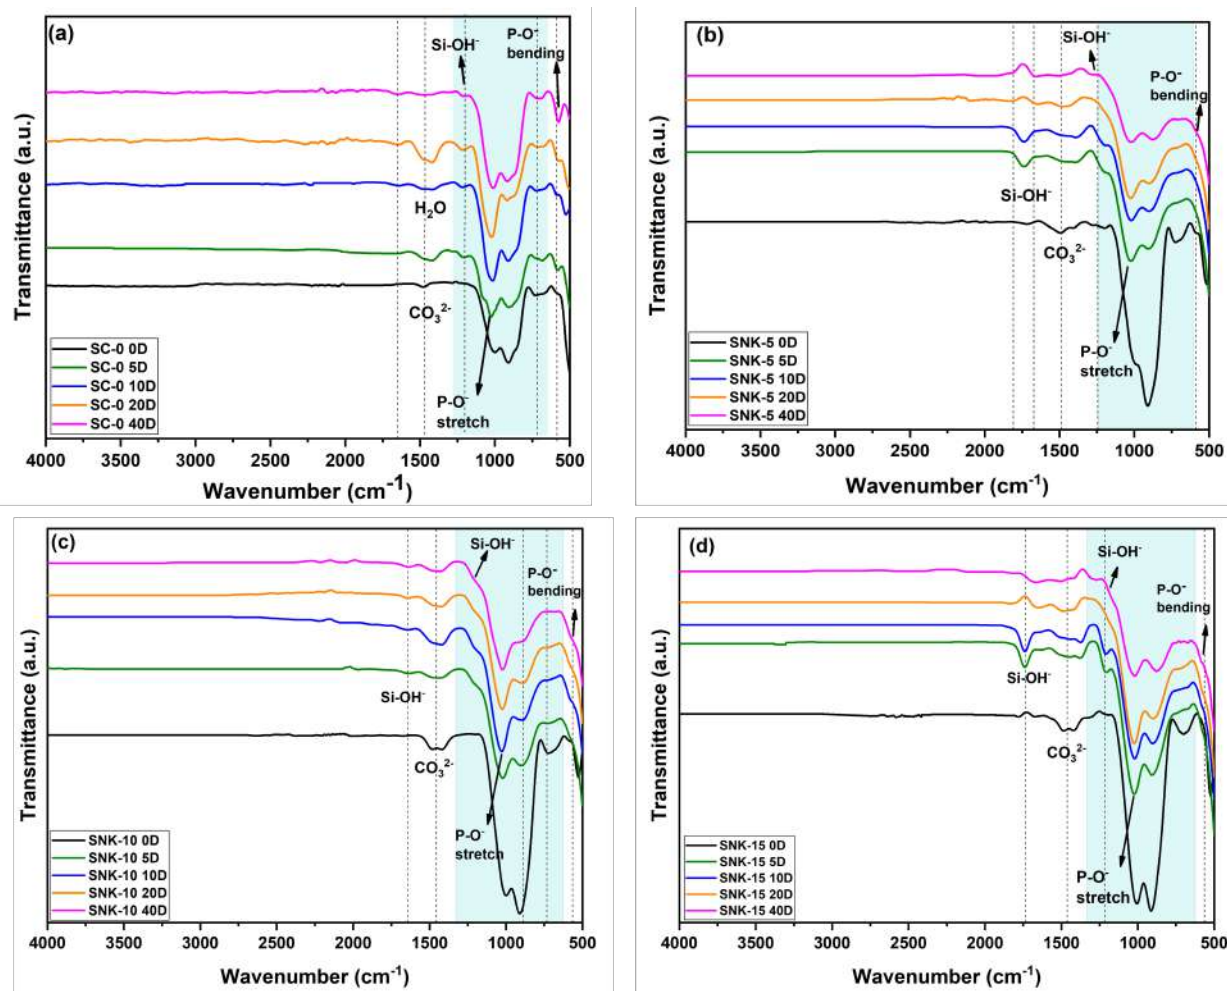 (a)
Si-OH⁻
P-O⁻
bending
H₂O
CO₃²⁻
P-O⁻
stretch
SC-0 0D
SC-0 5D
SC-0 10D
SC-0 20D
SC-0 40D
Transmittance (a.u.)
4000 3500 3000 2500 2000 1500 1000 500
Wavenumber (cm⁻¹)
(b)
Si-OH⁻
P-O⁻
bending
Si-OH⁻
CO₃²⁻
P-O⁻
stretch
SNK-5 0D
SNK-5 5D
SNK-5 10D
SNK-5 20D
SNK-5 40D
Transmittance (a.u.)
4000 3500 3000 2500 2000 1500 1000 500
Wavenumber (cm⁻¹)
(c)
Si-OH⁻
P-O⁻
bending
Si-OH⁻
CO₃²⁻
P-O⁻
stretch
SNK-10 0D
SNK-10 5D
SNK-10 10D
SNK-10 20D
SNK-10 40D
Transmittance (a.u.)
4000 3500 3000 2500 2000 1500 1000 500
Wavenumber (cm⁻¹)
(d)
Si-OH⁻
P-O⁻
bending
Si-OH⁻
CO₃²⁻
P-O⁻
stretch
SNK-15 0D
SNK-15 5D
SNK-15 10D
SNK-15 20D
SNK-15 40D
Transmittance (a.u.)
4000 3500 3000 2500 2000 1500 1000 500
Wavenumber (cm⁻¹)